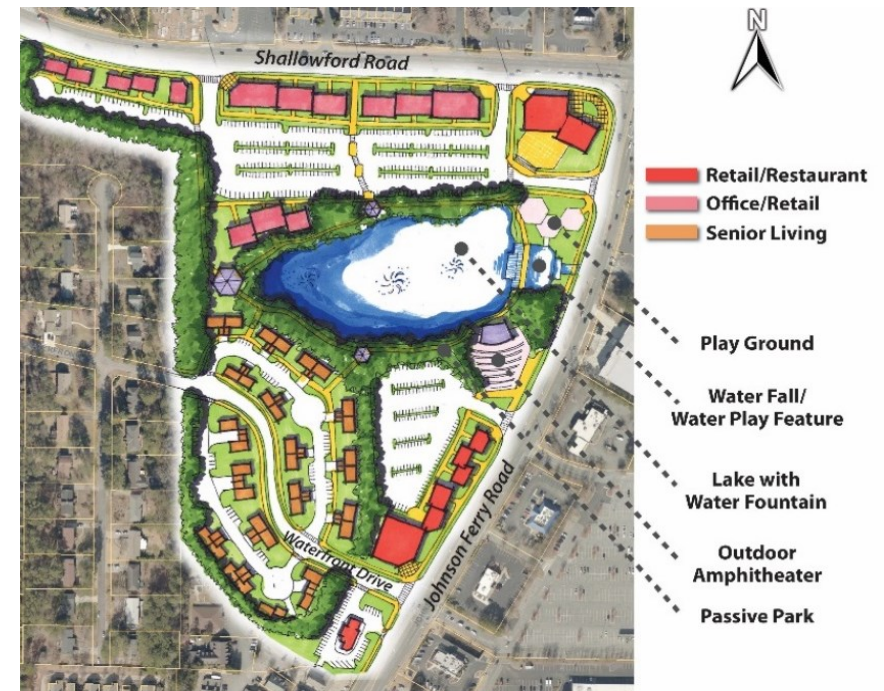 Shallowford Road
N
Retail/Restaurant
Office/Retail
Senior Living
Play Ground
Water Fall/
Water Play Feature
Lake with
Water Fountain
Outdoor
Amphitheater
Passive Park
Johnson Ferry Road
Waterfront Drive